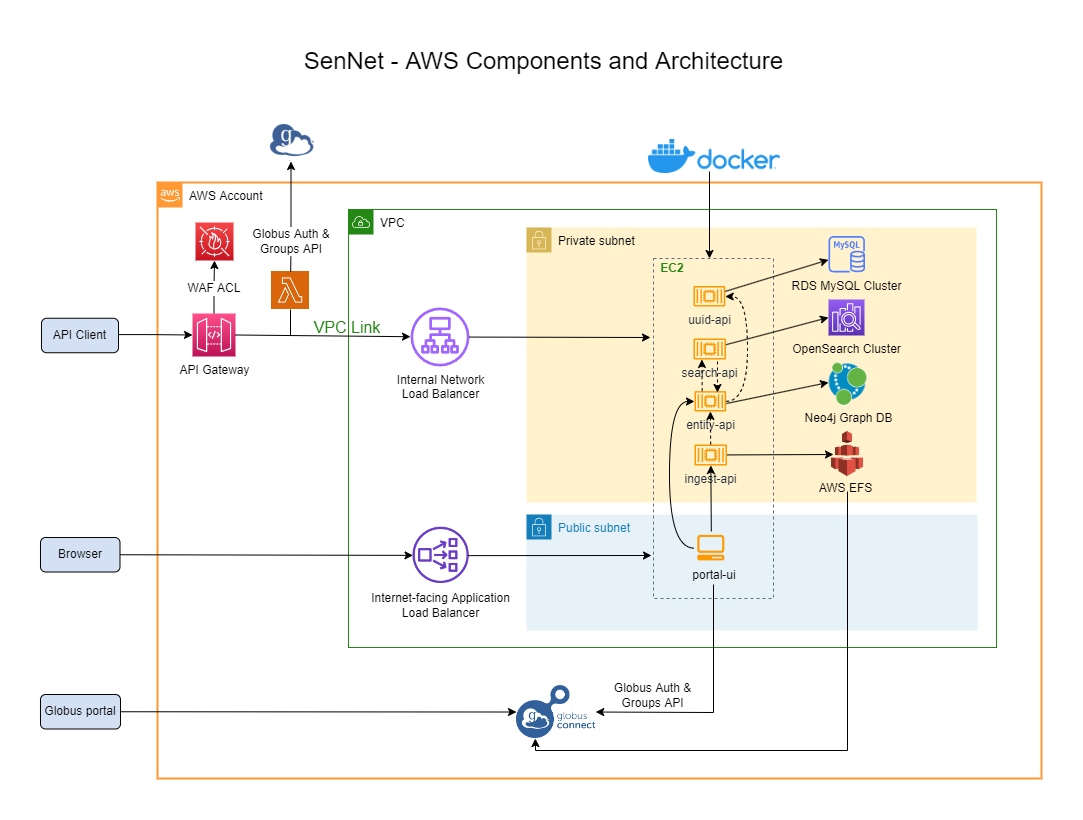 SenNet - AWS Components and Architecture
g
docker
aws
AWS Account
VPC
Globus Auth &
Groups API
Private subnet
EC2
MySQL
RDS MySQL Cluster
WAF ACL
uuid-api
VPC Link
API Client
OpenSearch Cluster
API Gateway
search-api
Internal Network
Load Balancer
Neo4j Graph DB
entity-api
ingest-api
AWS EFS
Public subnet
Browser
portal-ui
Internet-facing Application
Load Balancer
Globus Auth &
Groups API
Globus portal
g
globus
connect